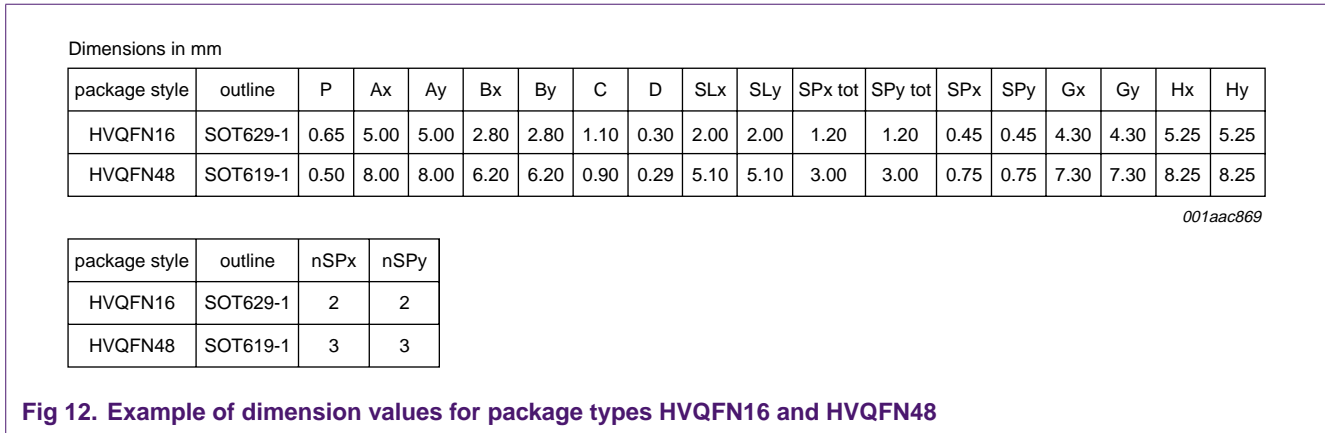 Dimensions in mm
package style outline P Ax Ay Bx By C D SLx SLy SPx tot SPy tot SPx SPy Gx Gy Hx Hy
HVQFN16 SOT629-1 0.65 5.00 5.00 2.80 2.80 1.10 0.30 2.00 2.00 1.20 1.20 0.45 0.45 4.30 4.30 5.25 5.25
HVQFN48 SOT619-1 0.50 8.00 8.00 6.20 6.20 0.90 0.29 5.10 5.10 3.00 3.00 0.75 0.75 7.30 7.30 8.25 8.25
001aac869
package style outline nSPx nSPy
HVQFN16 SOT629-1 2 2
HVQFN48 SOT619-1 3 3
Fig 12. Example of dimension values for package types HVQFN16 and HVQFN48